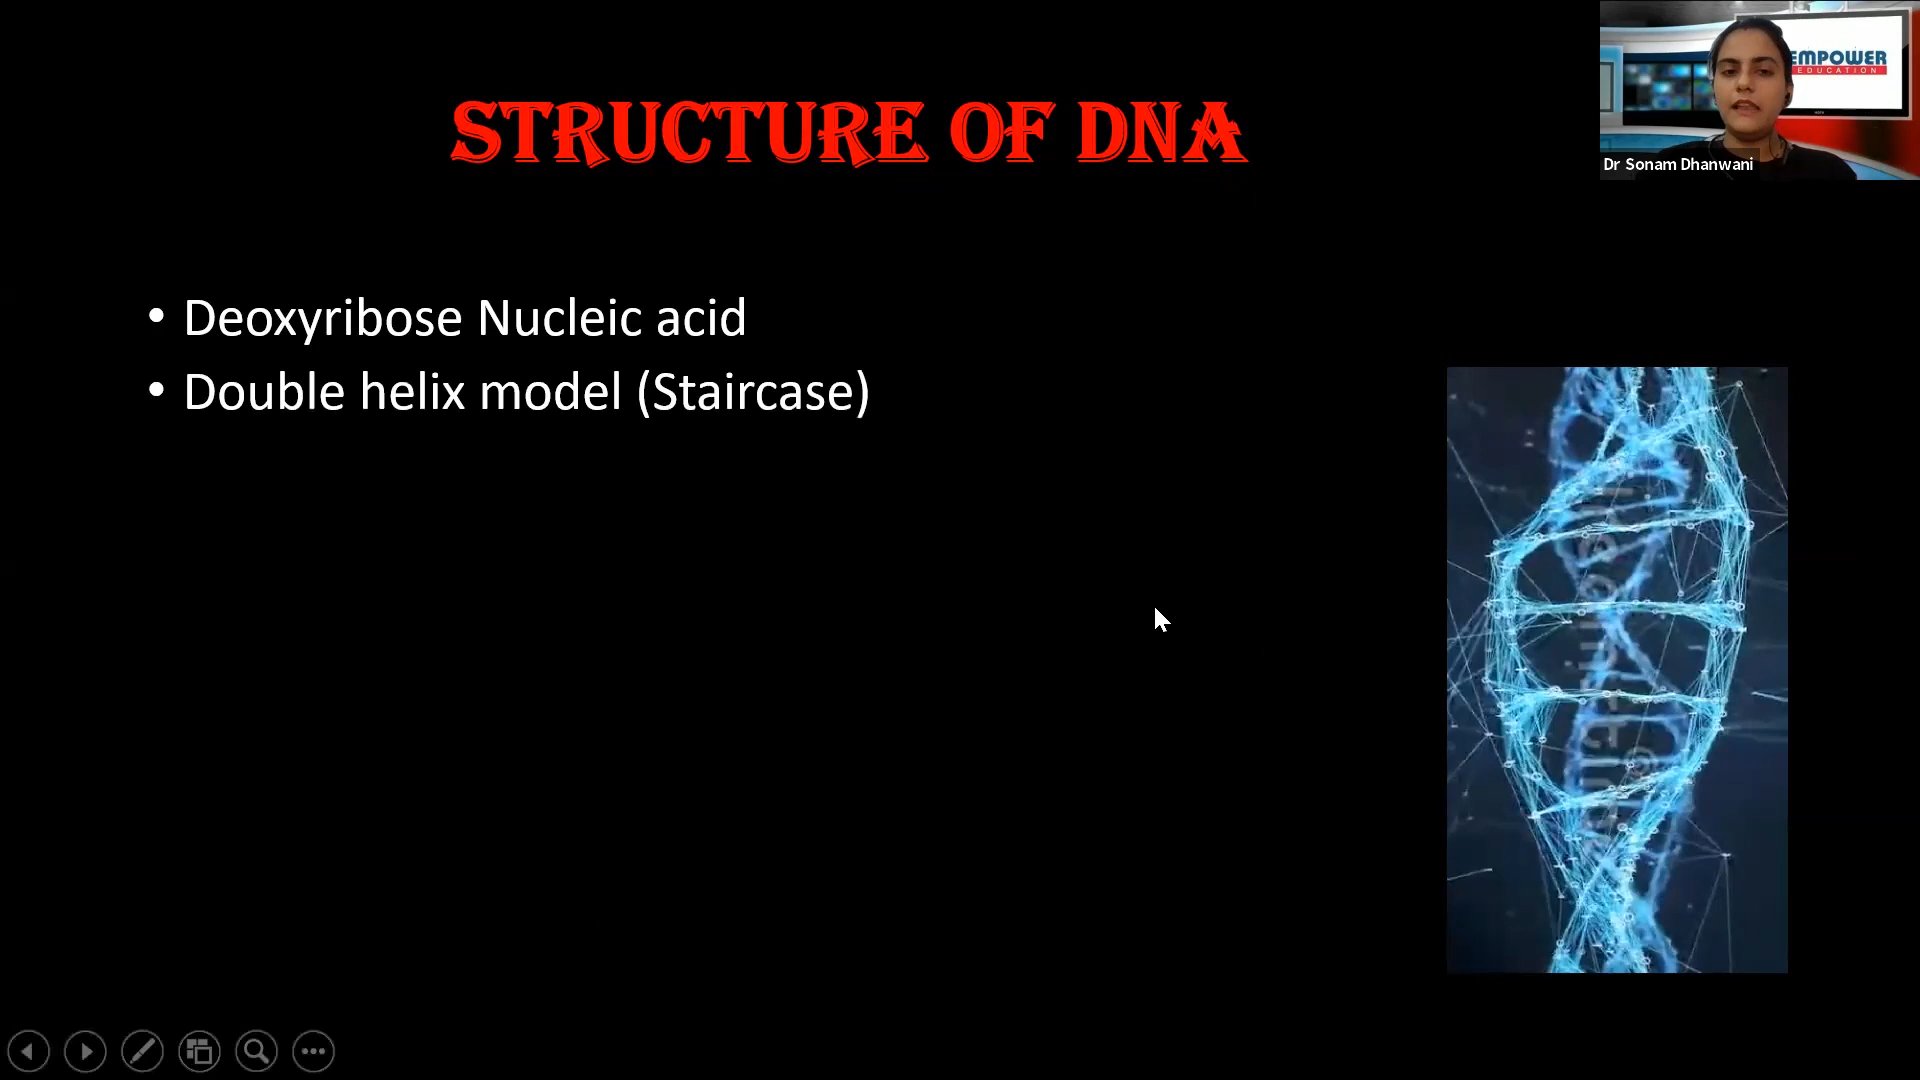 STRUCTURE OF DNA
EMPOWER
EDUCATION
Dr Sonam Dhanwani
• Deoxyribose Nucleic acid
• Double helix model (Staircase)